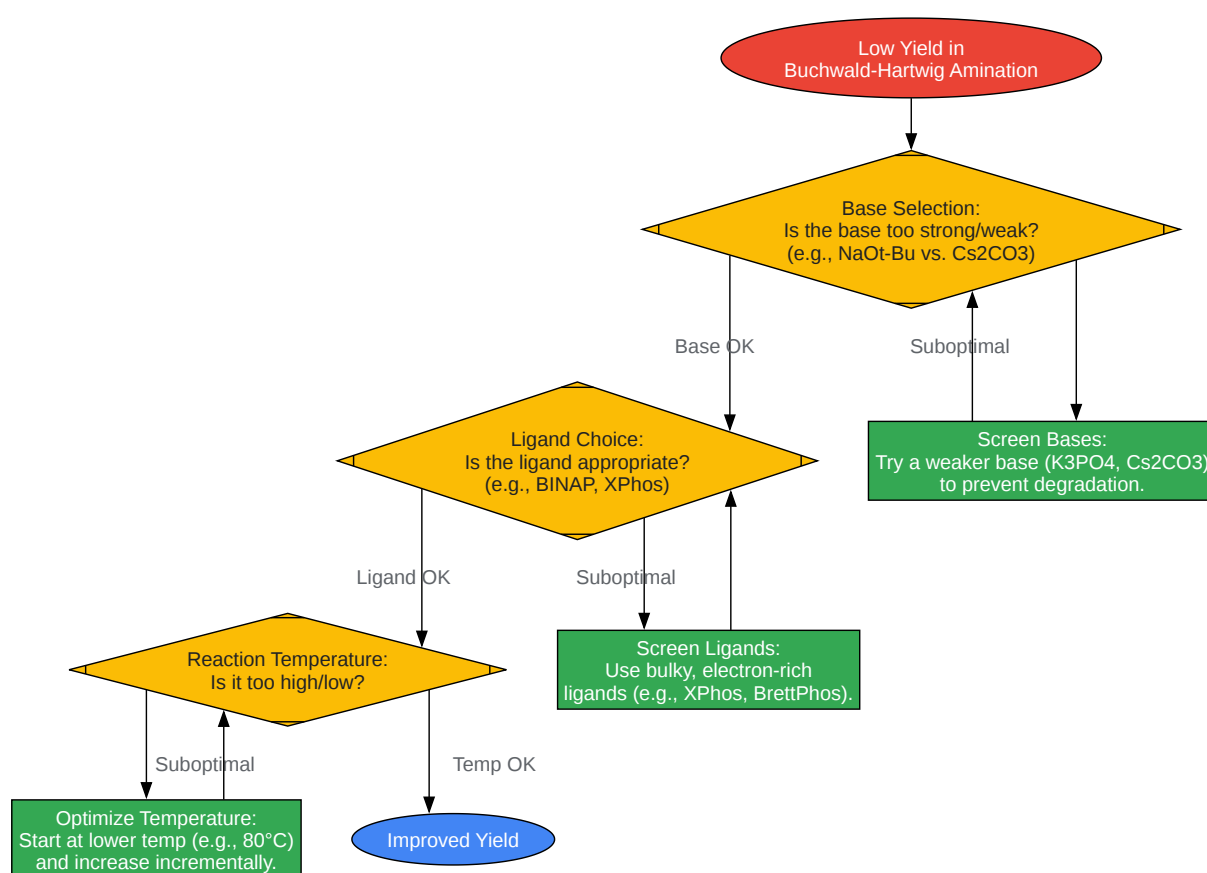 Low Yield in
Buchwald-Hartwig Amination
Base Selection:
Is the base too strong/weak?
(e.g., NaOt-Bu vs. Cs2CO3)
Base OK
Suboptimal
Ligand Choice:
Is the ligand appropriate?
(e.g., BINAP, XPhos)
Screen Bases:
Try a weaker base (K3PO4, Cs2CO3)
to prevent degradation.
Ligand OK
Suboptimal
Reaction Temperature:
Is it too high/low?
Screen Ligands:
Use bulky, electron-rich
ligands (e.g., XPhos, BrettPhos).
Suboptimal
Temp OK
Optimize Temperature:
Start at lower temp (e.g., 80°C)
and increase incrementally.
Improved Yield